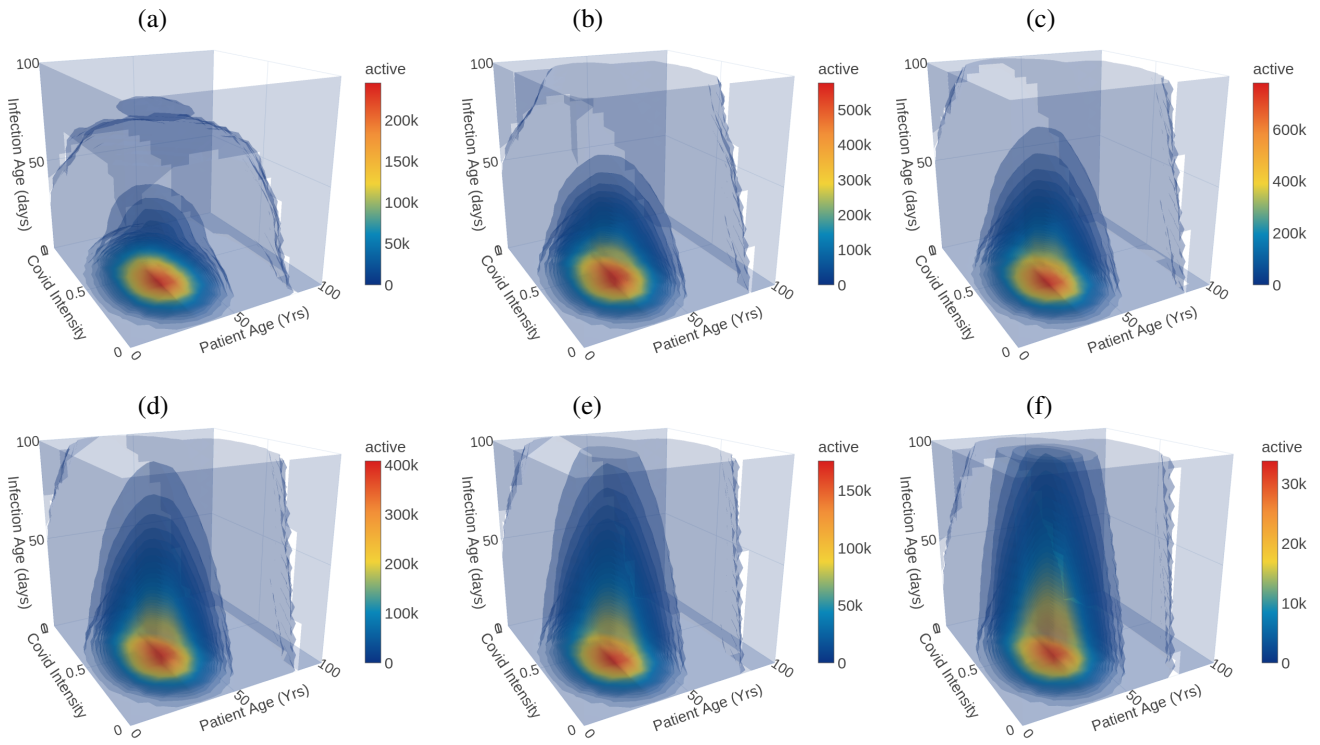 (a)
(b)
(c)
100
active
200k
150k
100k
50k
0
Infection Age (days)
50
0
Covid Intensity
0.5
0
0
Patient Age (Yrs)
50
100
100
active
500k
400k
300k
200k
100k
0
Infection Age (days)
50
0
Covid Intensity
0.5
0
0
Patient Age (Yrs)
50
100
100
active
600k
400k
200k
0
Infection Age (days)
50
0
Covid Intensity
0.5
0
0
Patient Age (Yrs)
50
100
(d)
(e)
(f)
100
active
400k
300k
200k
100k
0
Infection Age (days)
50
0
Covid Intensity
0.5
0
0
Patient Age (Yrs)
50
100
100
active
150k
100k
50k
0
Infection Age (days)
50
0
Covid Intensity
0.5
0
0
Patient Age (Yrs)
50
100
100
active
30k
20k
10k
0
Infection Age (days)
50
0
Covid Intensity
0.5
0
0
Patient Age (Yrs)
50
100